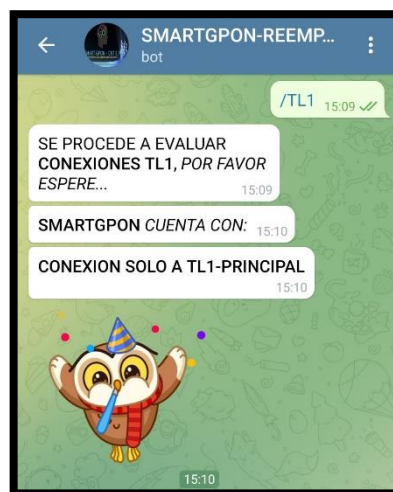 SMARTGPON-REEMP...
bot
/TL1 15:09
SE PROCEDE A EVALUAR
CONEXIONES TL1, POR FAVOR
ESPERE...
15:09
SMARTGPON CUENTA CON: 15:10
CONEXION SOLO A TL1-PRINCIPAL
15:10
15:10